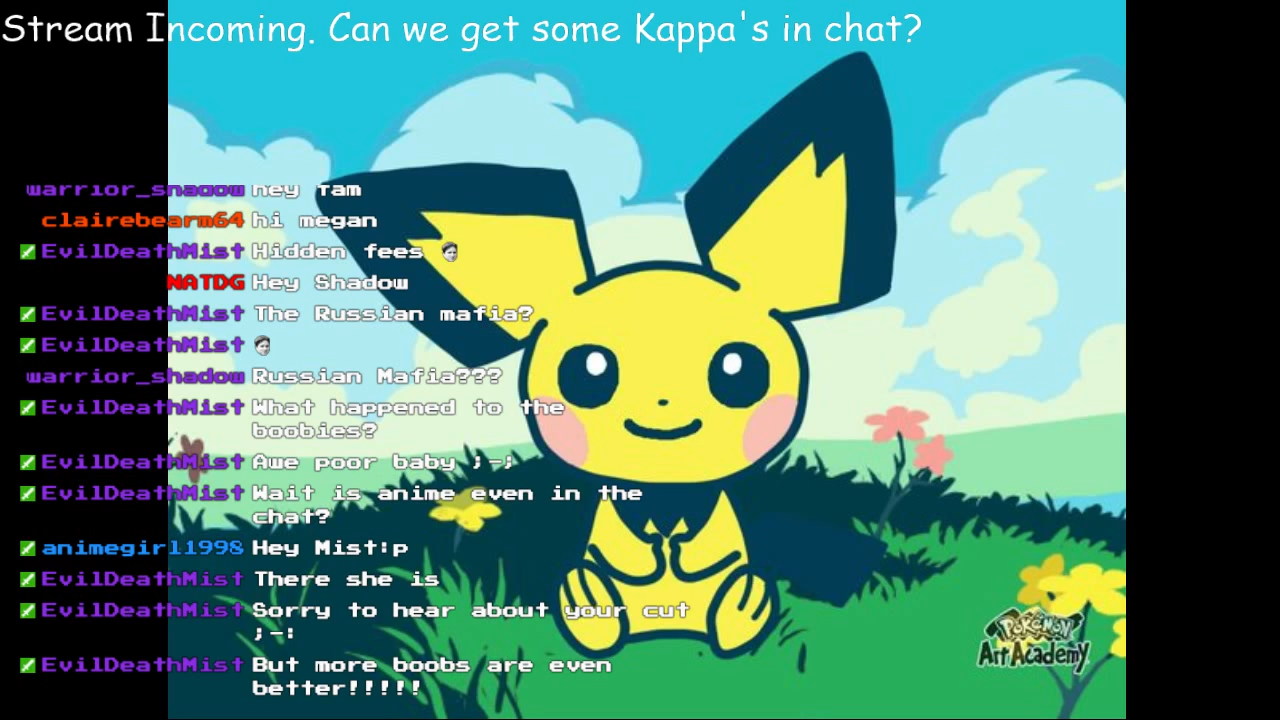 Stream Incoming. Can we get some Kappa's in chat?
warrior_shadow hey fam
clairebearm64 hi megan
EvilDeathMist Hidden fees
NATDG Hey Shadow
EvilDeathMist The Russian mafia?
EvilDeathMist
warrior_shadow Russian Mafia???
EvilDeathMist What happened to the
boobies?
EvilDeathMist Awe poor baby ;-;
EvilDeathMist Wait is anime even in the
chat?
animegirl1998 Hey Mist:p
EvilDeathMist There she is
EvilDeathMist Sorry to hear about your cut
;-:
EvilDeathMist But more boobs are even
better!!!!!
POKÉMON
Art Academy